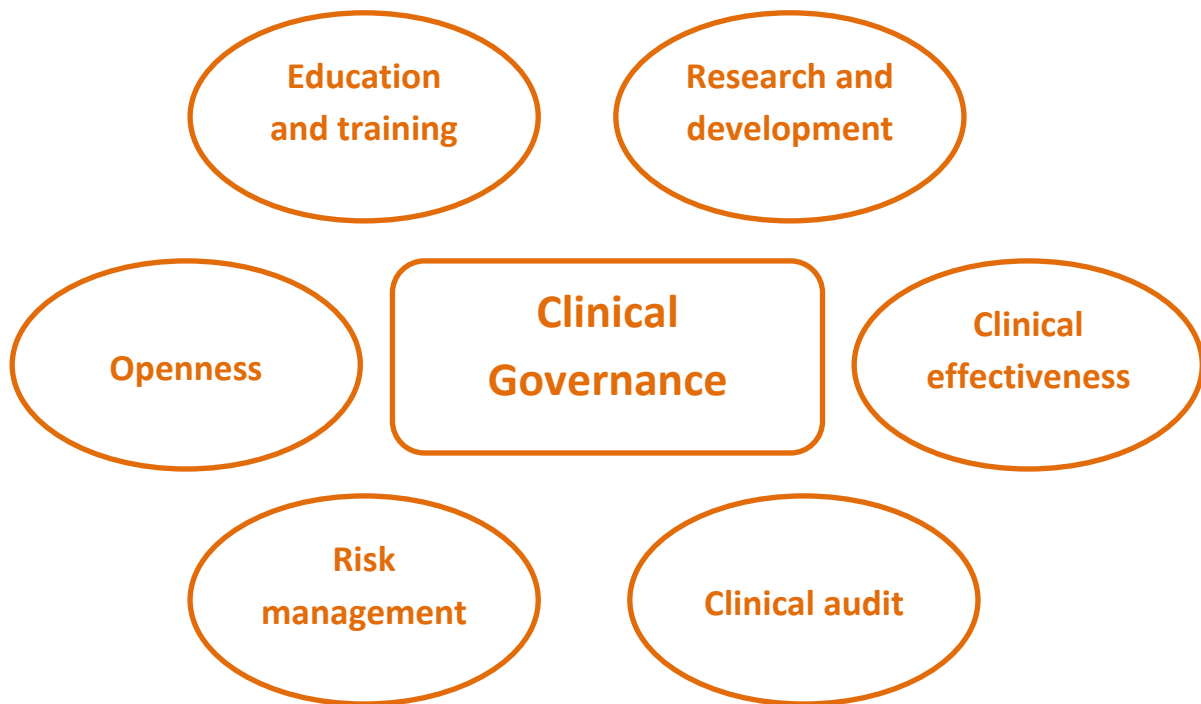 Education
and training
Research and
development
Openness
Clinical
Governance
Clinical
effectiveness
Risk
management
Clinical audit